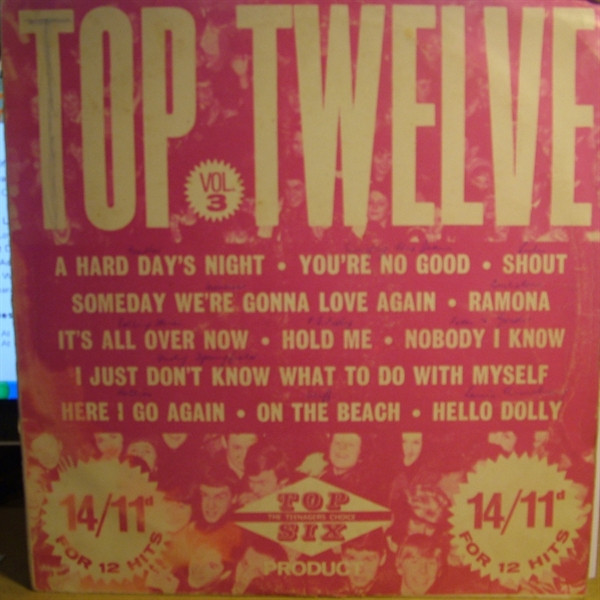 TOP TWELVE
VOL. 3
A HARD DAY'S NIGHT • YOU'RE NO GOOD • SHOUT
SOMEDAY WE'RE GONNA LOVE AGAIN • RAMONA
IT'S ALL OVER NOW • HOLD ME • NOBODY I KNOW
I JUST DON'T KNOW WHAT TO DO WITH MYSELF
HERE I GO AGAIN • ON THE BEACH • HELLO DOLLY
14/11d
FOR 12 HITS
TOP
THE TEENAGERS CHOICE
SIX
PRODUCT
14/11d
FOR 12 HITS